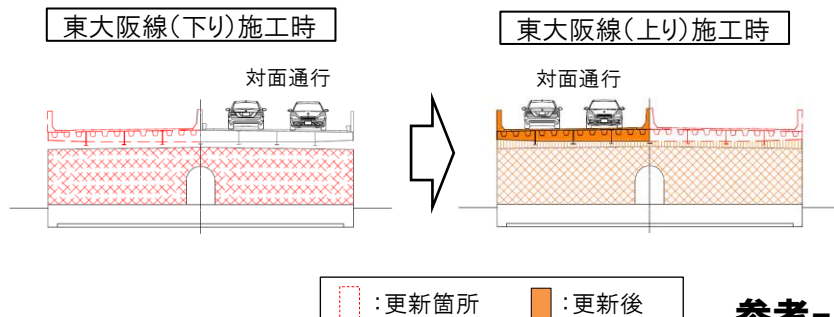 東大阪線(下り)施工時
東大阪線(上り)施工時
対面通行
対面通行
:更新箇所
:更新後
参考-